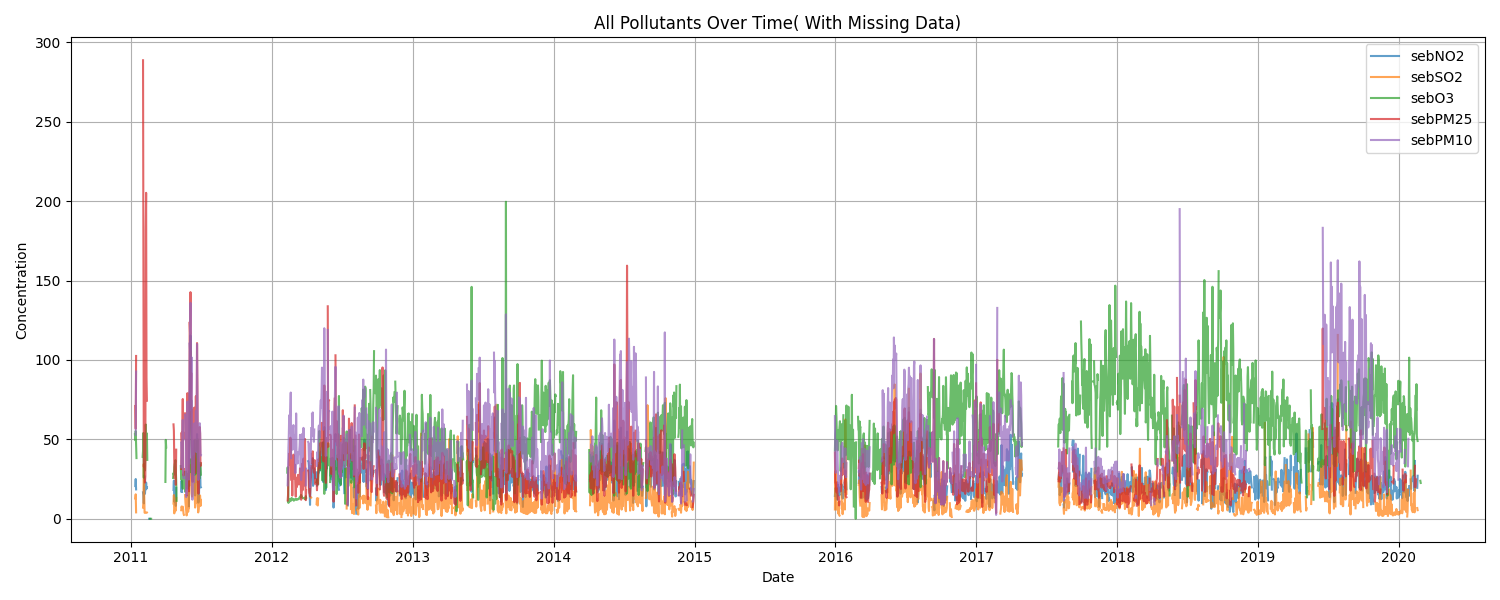 All Pollutants Over Time( With Missing Data)
300
250
200
150
100
50
0
Concentration
sebNO2
sebSO2
sebO3
sebPM25
sebPM10
2011
2012
2013
2014
2015
2016
2017
2018
2019
2020
Date